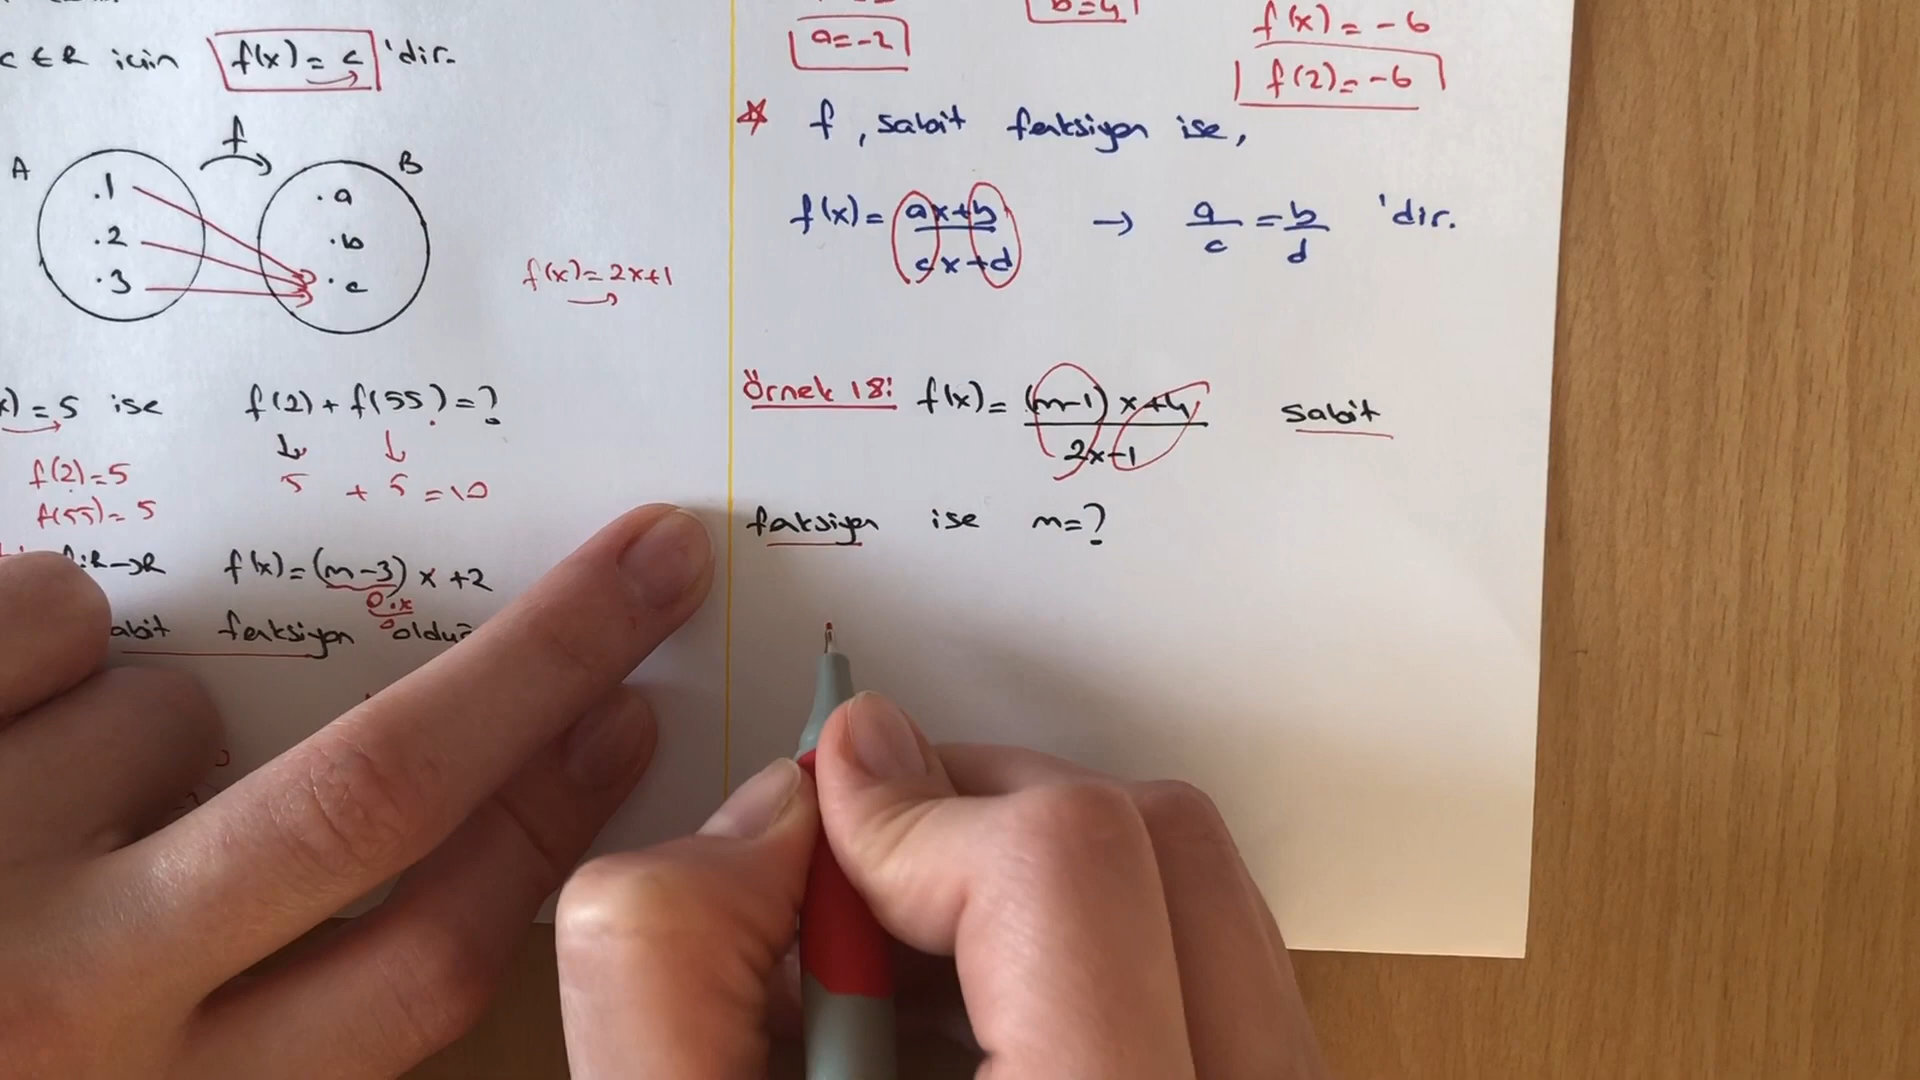 c ∈ R için f(x) = c 'dir.
f
A B
.1 .a
.2 .b
.3 .c
f(x) = 2x+1
x) = 5 ise f(2) + f(55) = ?
f(2) = 5 5 + 5 = 10
f(55) = 5
:R→R f(x) = (m-3) x + 2
0.x
0
abit fonksiyon
a = -2
b = 4
f(x) = -6
f(2) = -6
☆ f, sabit fonksiyon ise,
f(x) = (ax+b)/(cx+d) → a/c = b/d 'dir.
Örnek 18: f(x) = ((m-1) x+4)/(2x-1) Sabit
fonksiyon ise m = ?